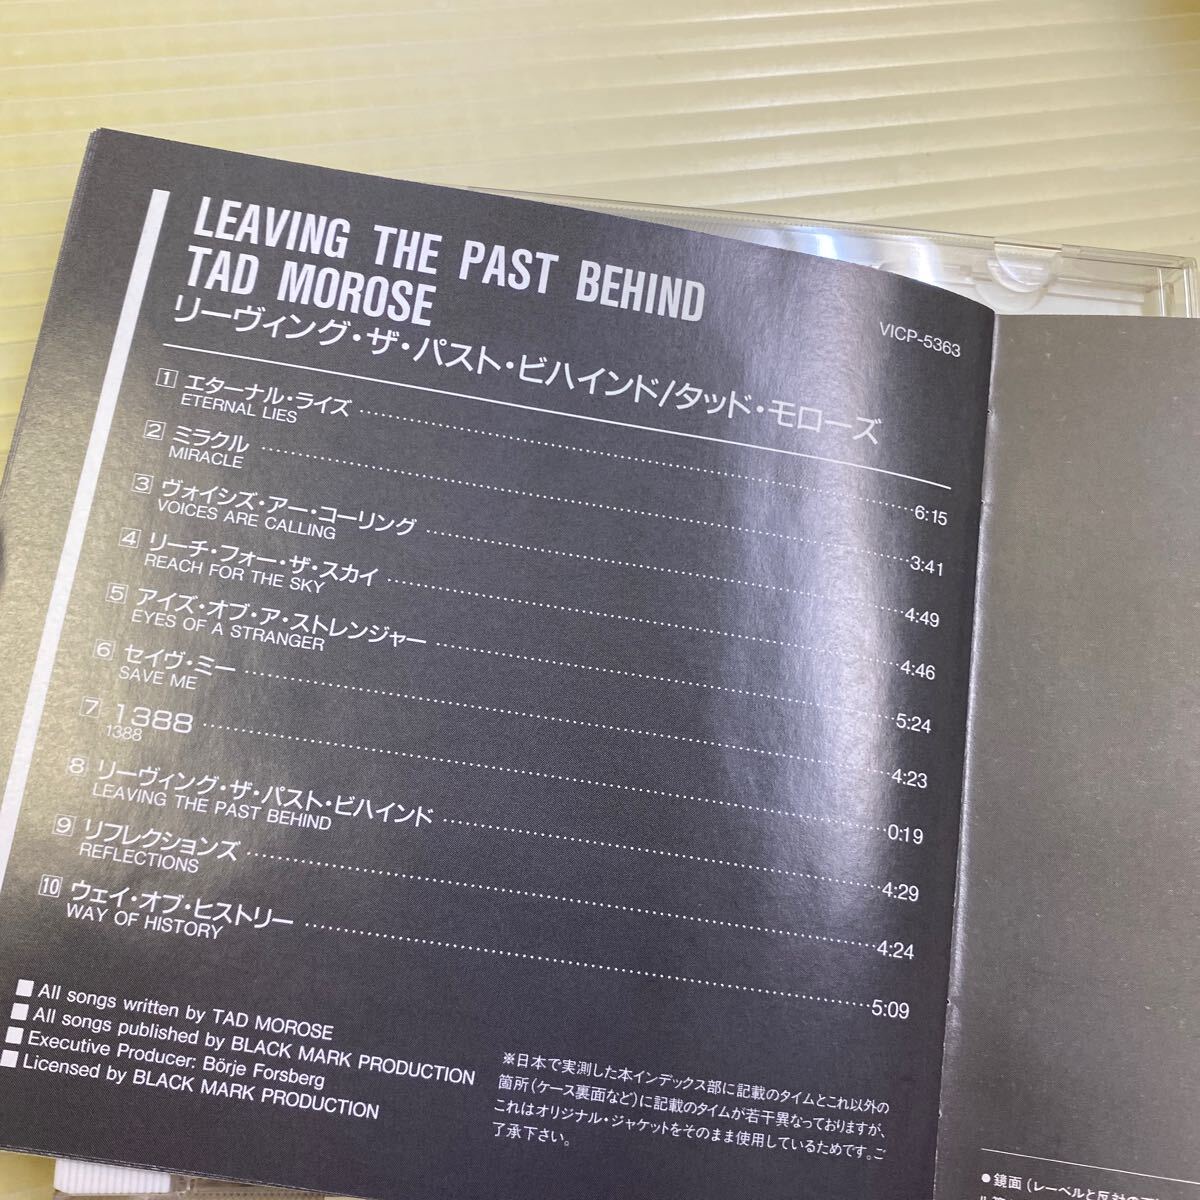 LEAVING THE PAST BEHIND
TAD MOROSE
リーヴィング・ザ・パスト・ビハインド/タッド・モローズ
VICP-5363
1 エターナル・ライズ……6:15
ETERNAL LIES
2 ミラクル……3:41
MIRACLE
3 ヴォイシズ・アー・コーリング……4:49
VOICES ARE CALLING
4 リーチ・フォー・ザ・スカイ……4:46
REACH FOR THE SKY
5 アイズ・オブ・ア・ストレンジャー……5:24
EYES OF A STRANGER
6 セイヴ・ミー……4:23
SAVE ME
7 1388……0:19
1388
8 リーヴィング・ザ・パスト・ビハインド……4:29
LEAVING THE PAST BEHIND
9 リフレクションズ……4:24
REFLECTIONS
10 ウェイ・オブ・ヒストリー……5:09
WAY OF HISTORY
■ All songs written by TAD MOROSE
■ All songs published by BLACK MARK PRODUCTION
■ Executive Producer: Börje Forsberg
■ Licensed by BLACK MARK PRODUCTION
※日本で実測した本インデックス部に記載のタイムとこれ以外の
箇所(ケース裏面など)に記載のタイムが若干異なっておりますが、
これはオリジナル・ジャケットをそのまま使用しているためです。ご
了承下さい。
●鏡面(レーベルと反対の